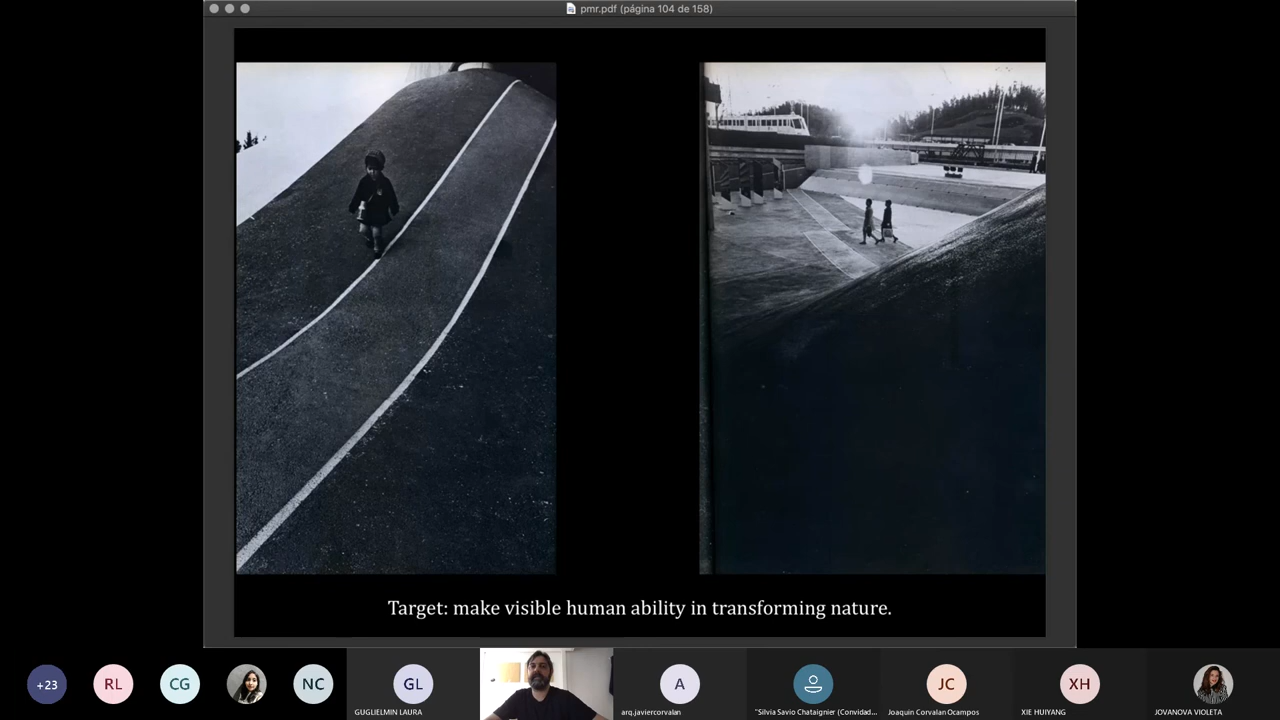 pmr.pdf (página 104 de 158)
Target: make visible human ability in transforming nature.
+23
RL
CG
NC
GL
GUGLIELMIN LAURA
A
arq.javiercorvalan
"Silvia Savio Chataignier (Convidad...
JC
Joaquin Corvalan Ocampos
XH
XIE HUIYANG
JOVANOVA VIOLETA